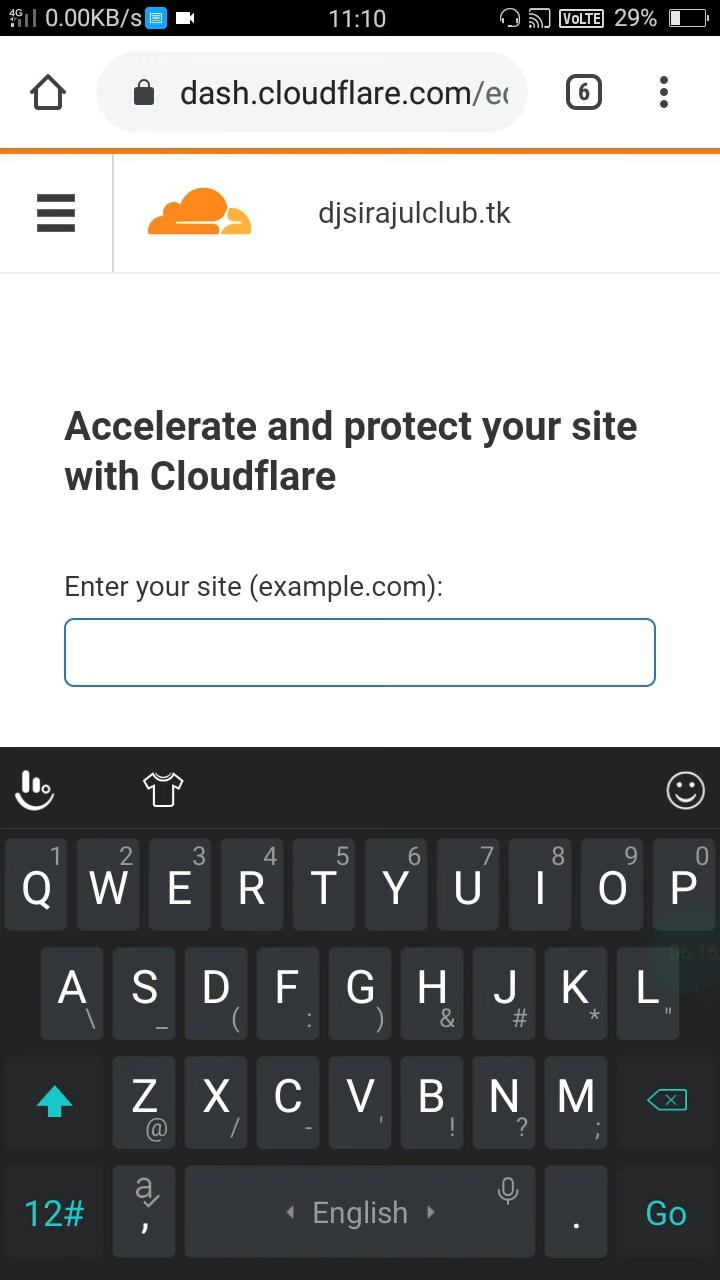 4G 0.00KB/s 11:10 VoLTE 29%
dash.cloudflare.com/e
6
djsirajulclub.tk
Accelerate and protect your site
with Cloudflare
Enter your site (example.com):
1 2 3 4 5 6 7 8 9 0
Q W E R T Y U I O P
06:16
A S D F G H J K L
\ _ ( : ) & # * "
Z X C V B N M
@ / - ' ! ? ;
12# a , English . Go